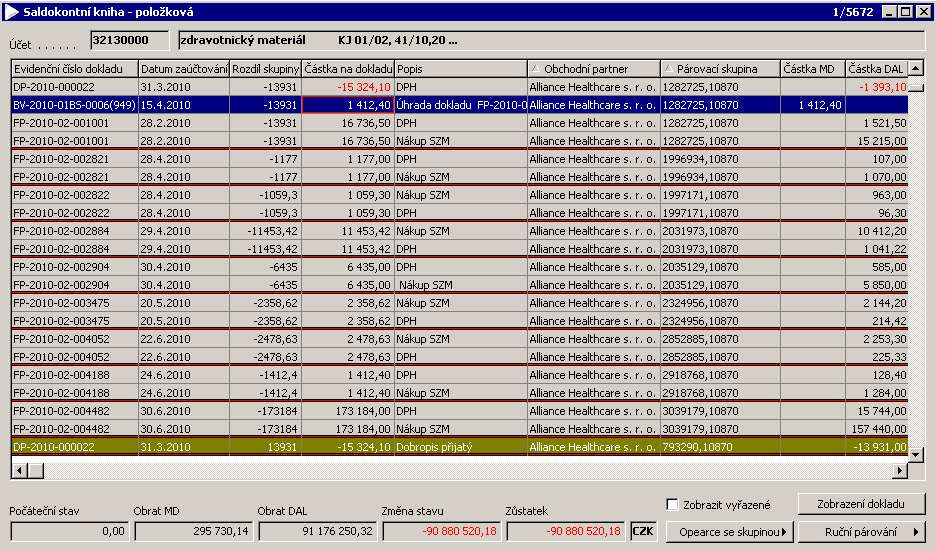 Saldokontní kniha - položková 1/5672
Účet . . . . . . 32130000 zdravotnický materiál KJ 01/02, 41/10,20 ...
Evidenční číslo dokladu Datum zaúčtování Rozdíl skupiny Částka na dokladu Popis Obchodní partner Párovací skupina Částka MD Částka DAL
DP-2010-000022 31.3.2010 -13931 -15 324,10 DPH Alliance Healthcare s. r. o. 1282725,10870 -1 393,10
BV-2010-01BS-0006(949) 15.4.2010 -13931 1 412,40 Úhrada dokladu FP-2010-0 Alliance Healthcare s. r. o. 1282725,10870 1 412,40
FP-2010-02-001001 28.2.2010 -13931 16 736,50 DPH Alliance Healthcare s. r. o. 1282725,10870 1 521,50
FP-2010-02-001001 28.2.2010 -13931 16 736,50 Nákup SZM Alliance Healthcare s. r. o. 1282725,10870 15 215,00
FP-2010-02-002821 28.4.2010 -1177 1 177,00 DPH Alliance Healthcare s. r. o. 1996934,10870 107,00
FP-2010-02-002821 28.4.2010 -1177 1 177,00 Nákup SZM Alliance Healthcare s. r. o. 1996934,10870 1 070,00
FP-2010-02-002822 28.4.2010 -1059,3 1 059,30 Nákup SZM Alliance Healthcare s. r. o. 1997171,10870 963,00
FP-2010-02-002822 28.4.2010 -1059,3 1 059,30 DPH Alliance Healthcare s. r. o. 1997171,10870 96,30
FP-2010-02-002884 29.4.2010 -11453,42 11 453,42 Nákup SZM Alliance Healthcare s. r. o. 2031973,10870 10 412,20
FP-2010-02-002884 29.4.2010 -11453,42 11 453,42 DPH Alliance Healthcare s. r. o. 2031973,10870 1 041,22
FP-2010-02-002904 30.4.2010 -6435 6 435,00 DPH Alliance Healthcare s. r. o. 2035129,10870 585,00
FP-2010-02-002904 30.4.2010 -6435 6 435,00 Nákup SZM Alliance Healthcare s. r. o. 2035129,10870 5 850,00
FP-2010-02-003475 20.5.2010 -2358,62 2 358,62 Nákup SZM Alliance Healthcare s. r. o. 2324956,10870 2 144,20
FP-2010-02-003475 20.5.2010 -2358,62 2 358,62 DPH Alliance Healthcare s. r. o. 2324956,10870 214,42
FP-2010-02-004052 22.6.2010 -2478,63 2 478,63 Nákup SZM Alliance Healthcare s. r. o. 2852885,10870 2 253,30
FP-2010-02-004052 22.6.2010 -2478,63 2 478,63 DPH Alliance Healthcare s. r. o. 2852885,10870 225,33
FP-2010-02-004188 24.6.2010 -1412,4 1 412,40 DPH Alliance Healthcare s. r. o. 2918768,10870 128,40
FP-2010-02-004188 24.6.2010 -1412,4 1 412,40 Nákup SZM Alliance Healthcare s. r. o. 2918768,10870 1 284,00
FP-2010-02-004482 30.6.2010 -173184 173 184,00 DPH Alliance Healthcare s. r. o. 3039179,10870 15 744,00
FP-2010-02-004482 30.6.2010 -173184 173 184,00 Nákup SZM Alliance Healthcare s. r. o. 3039179,10870 157 440,00
DP-2010-000022 31.3.2010 13931 -15 324,10 Dobropis přijatý Alliance Healthcare s. r. o. 793290,10870 -13 931,00
Zobrazit vyřazené Zobrazení dokladu
Počáteční stav Obrat MD Obrat DAL Změna stavu Zůstatek
0,00 295 730,14 91 176 250,32 -90 880 520,18 -90 880 520,18 CZK Opearce se skupinou Ruční párování